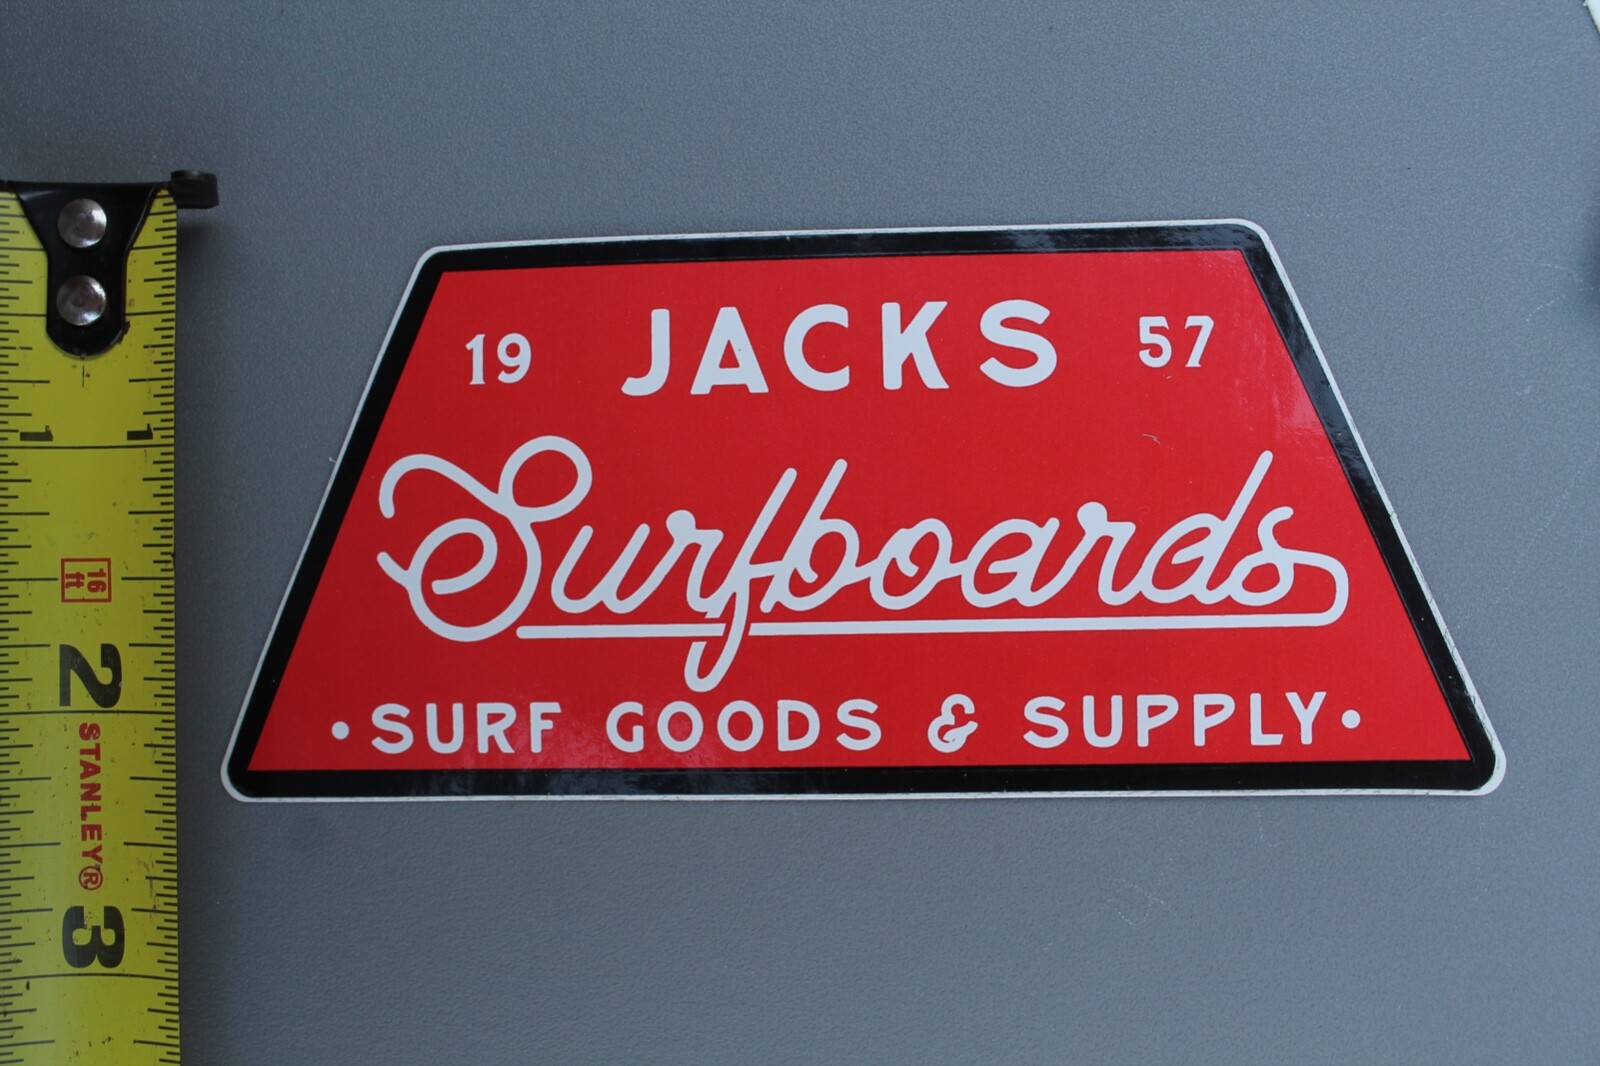 19 JACKS 57
Surfboards
• SURF GOODS & SUPPLY •
1 1
16 ft
2
STANLEY®
3